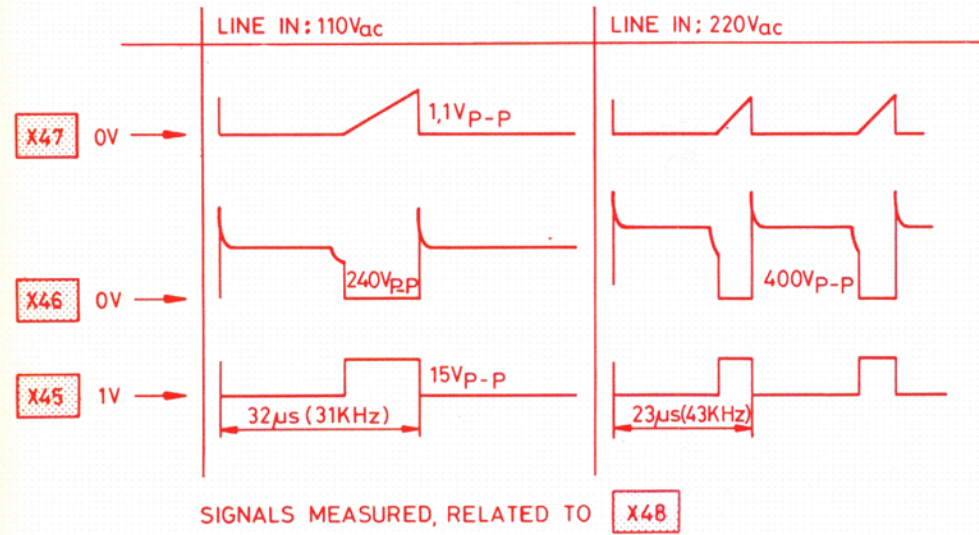 LINE IN: 110Vac
LINE IN: 220Vac
X47 0V
1,1Vp-p
X46 0V
240Vp-p
400Vp-p
X45 1V
15Vp-p
32µs (31KHz)
23µs(43KHz)
SIGNALS MEASURED, RELATED TO X48